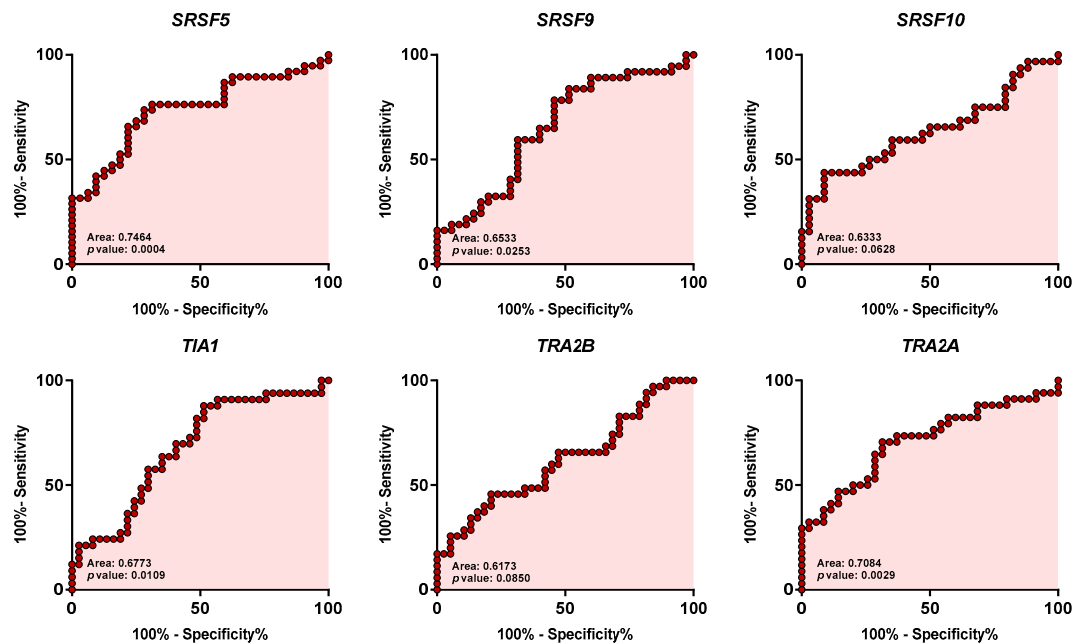 SRSF5
100
50
0
0
50
100
100%- Sensitivity
Area: 0.7464
p value: 0.0004
100% - Specificity%
SRSF9
100
50
0
0
50
100
100%- Sensitivity
Area: 0.6533
p value: 0.0253
100% - Specificity%
SRSF10
100
50
0
0
50
100
100%- Sensitivity
Area: 0.6333
p value: 0.0628
100% - Specificity%
TIA1
100
50
0
0
50
100
100%- Sensitivity
Area: 0.6773
p value: 0.0109
100% - Specificity%
TRA2B
100
50
0
0
50
100
100%- Sensitivity
Area: 0.6173
p value: 0.0850
100% - Specificity%
TRA2A
100
50
0
0
50
100
100%- Sensitivity
Area: 0.7084
p value: 0.0029
100% - Specificity%